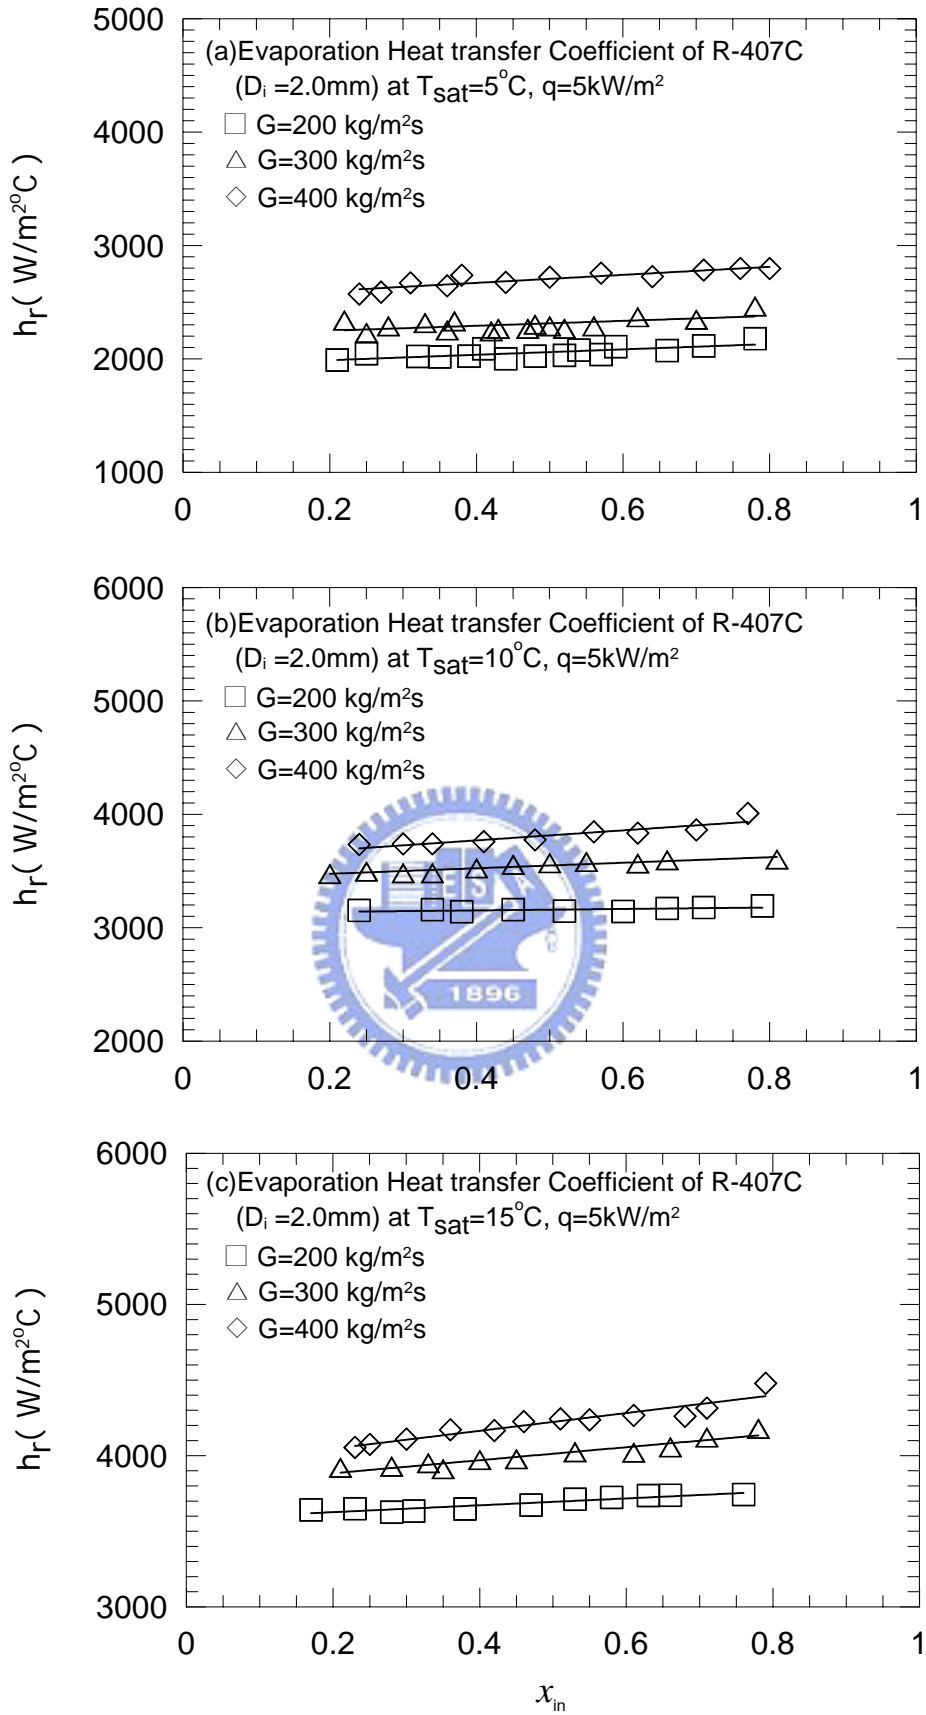 5000
4000
3000
2000
1000
hr( W/m²°C )
(a)Evaporation Heat transfer Coefficient of R-407C
(Di =2.0mm) at Tsat=5°C, q=5kW/m²
G=200 kg/m²s
G=300 kg/m²s
G=400 kg/m²s
0 0.2 0.4 0.6 0.8 1
6000
5000
4000
3000
2000
hr( W/m²°C )
(b)Evaporation Heat transfer Coefficient of R-407C
(Di =2.0mm) at Tsat=10°C, q=5kW/m²
G=200 kg/m²s
G=300 kg/m²s
G=400 kg/m²s
E S A
1896
0 0.2 0.4 0.6 0.8 1
6000
5000
4000
3000
hr( W/m²°C )
(c)Evaporation Heat transfer Coefficient of R-407C
(Di =2.0mm) at Tsat=15°C, q=5kW/m²
G=200 kg/m²s
G=300 kg/m²s
G=400 kg/m²s
0 0.2 0.4 0.6 0.8 1
xin